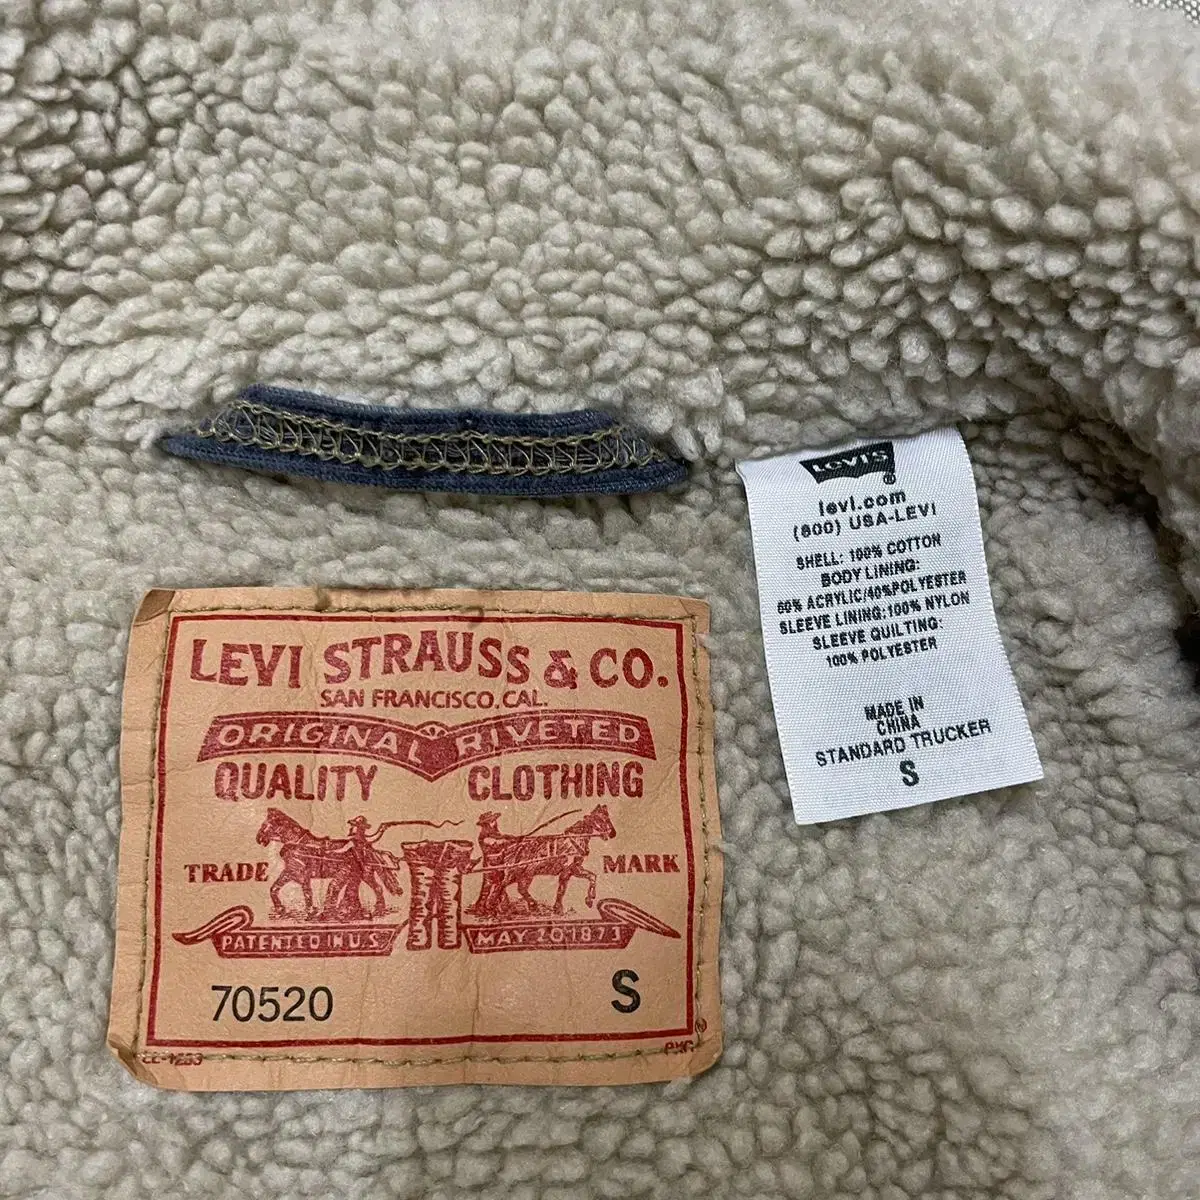 LEVI STRAUSS & CO.
SAN FRANCISCO, CAL.
ORIGINAL RIVETED
QUALITY CLOTHING
TRADE MARK
PATENTED IN U.S. MAY 20 1873
70520 S
LEVI'S ®
levi.com
(800) USA-LEVI
SHELL: 100% COTTON
BODY LINING:
60% ACRYLIC/40%POLYESTER
SLEEVE LINING:100% NYLON
SLEEVE QUILTING:
100% POLYESTER
MADE IN
CHINA
STANDARD TRUCKER
S